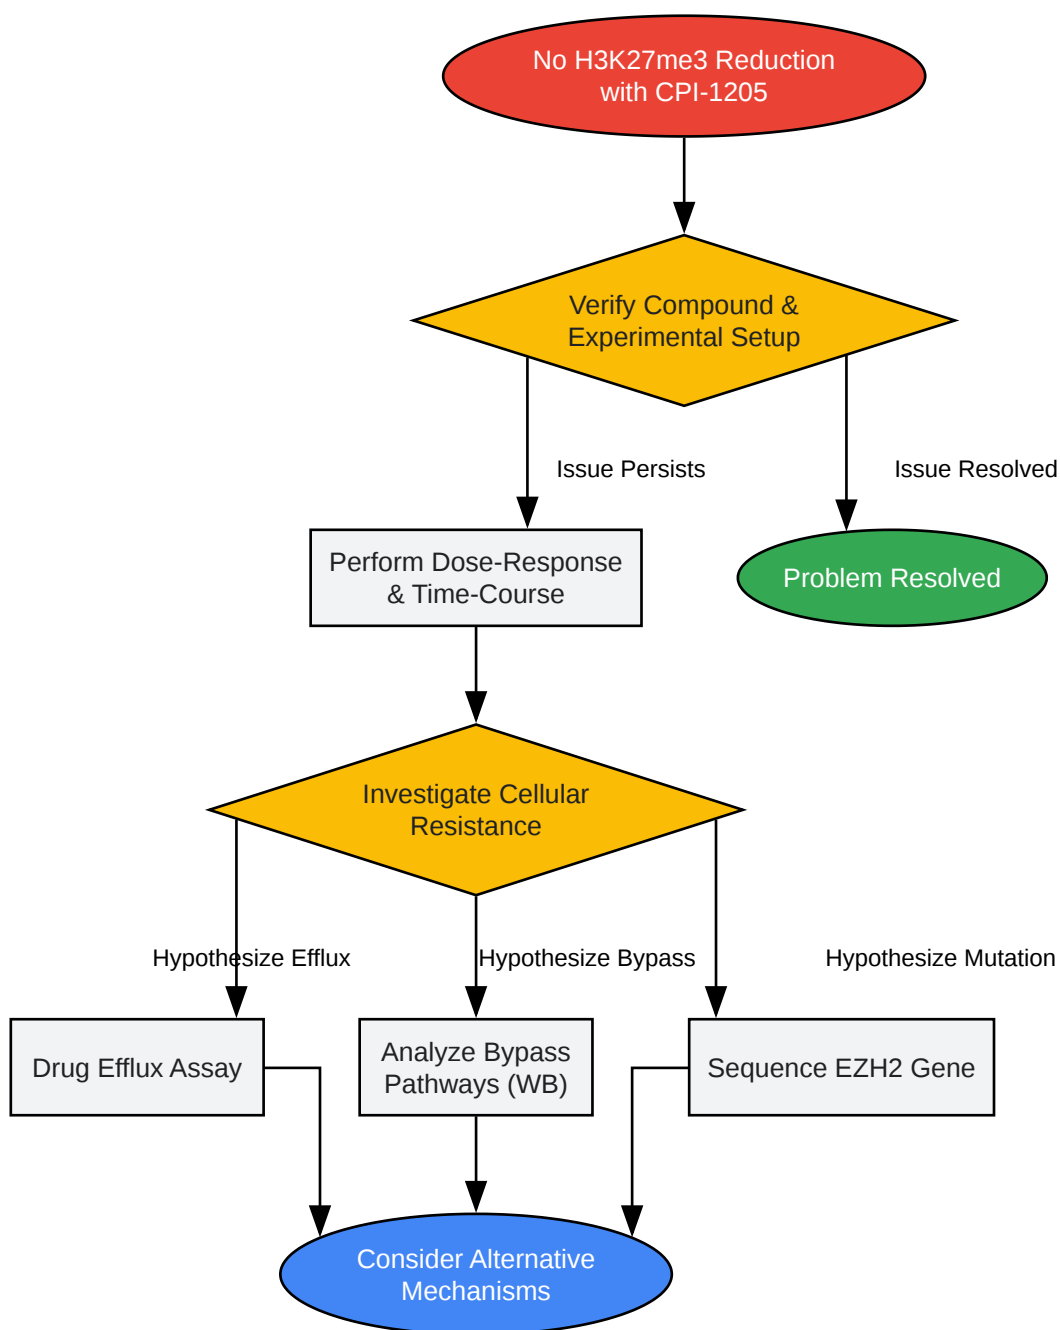 No H3K27me3 Reduction
with CPI-1205
Verify Compound &
Experimental Setup
Issue Persists
Issue Resolved
Perform Dose-Response
& Time-Course
Problem Resolved
Investigate Cellular
Resistance
Hypothesize Efflux
Hypothesize Bypass
Hypothesize Mutation
Drug Efflux Assay
Analyze Bypass
Pathways (WB)
Sequence EZH2 Gene
Consider Alternative
Mechanisms